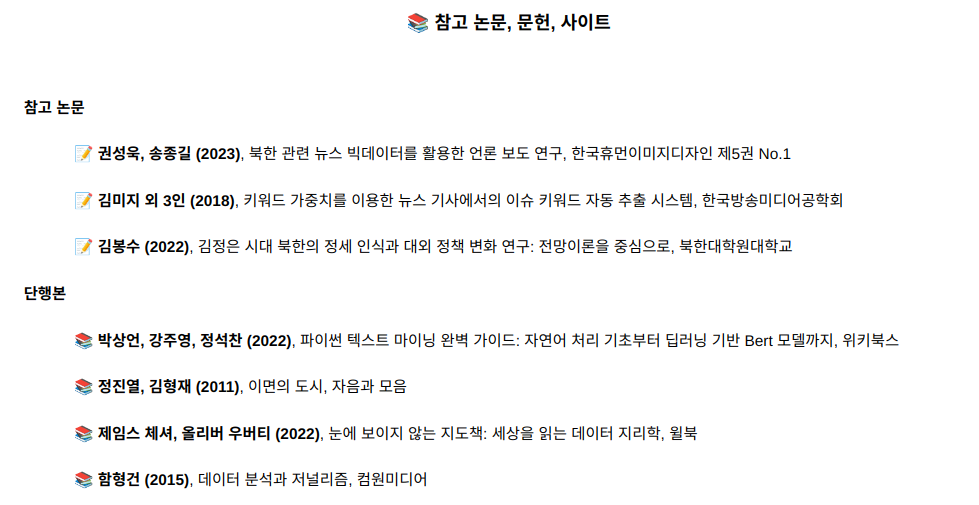 📚 참고 논문, 문헌, 사이트
참고 논문
📝 권성욱, 송종길 (2023), 북한 관련 뉴스 빅데이터를 활용한 언론 보도 연구, 한국휴먼이미지디자인 제5권 No.1
📝 김미지 외 3인 (2018), 키워드 가중치를 이용한 뉴스 기사에서의 이슈 키워드 자동 추출 시스템, 한국방송미디어공학회
📝 김봉수 (2022), 김정은 시대 북한의 정세 인식과 대외 정책 변화 연구: 전망이론을 중심으로, 북한대학원대학교
단행본
📚 박상언, 강주영, 정석찬 (2022), 파이썬 텍스트 마이닝 완벽 가이드: 자연어 처리 기초부터 딥러닝 기반 Bert 모델까지, 위키북스
📚 정진열, 김형재 (2011), 이면의 도시, 자음과 모음
📚 제임스 체셔, 올리버 우버티 (2022), 눈에 보이지 않는 지도책: 세상을 읽는 데이터 지리학, 윌북
📚 함형건 (2015), 데이터 분석과 저널리즘, 컴원미디어